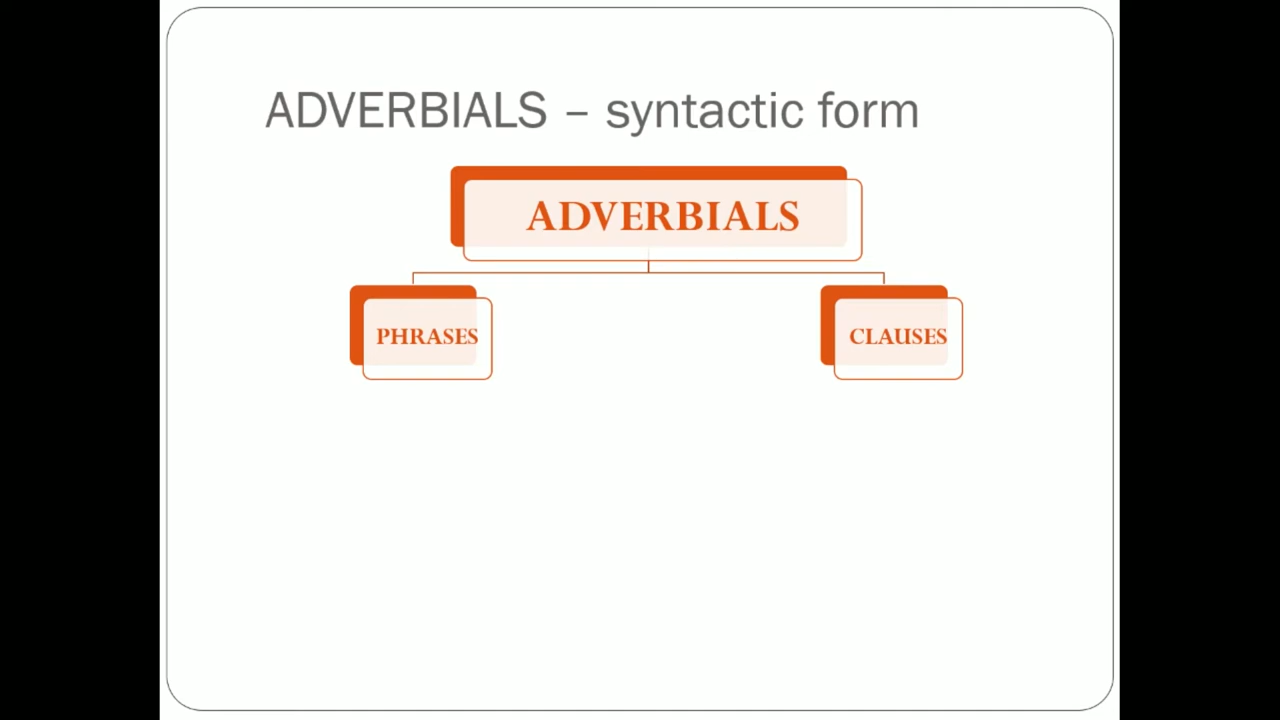 ADVERBIALS – syntactic form
ADVERBIALS
PHRASES
CLAUSES